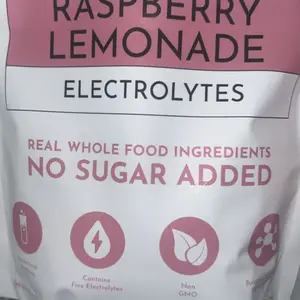 RASPBERRY
LEMONADE
ELECTROLYTES
REAL WHOLE FOOD INGREDIENTS
NO SUGAR ADDED
Contains
Five Electrolytes
Non
GMO